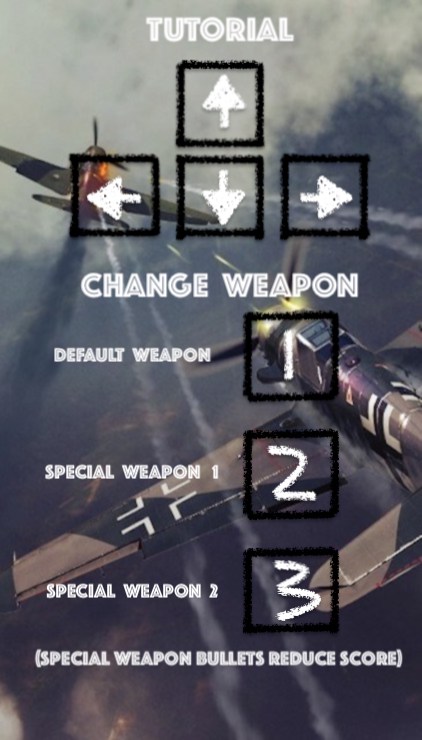 TUTORIAL
↑
← ↓ →
CHANGE WEAPON
DEFAULT WEAPON 1
SPECIAL WEAPON 1 2
SPECIAL WEAPON 2 3
(SPECIAL WEAPON BULLETS REDUCE SCORE)